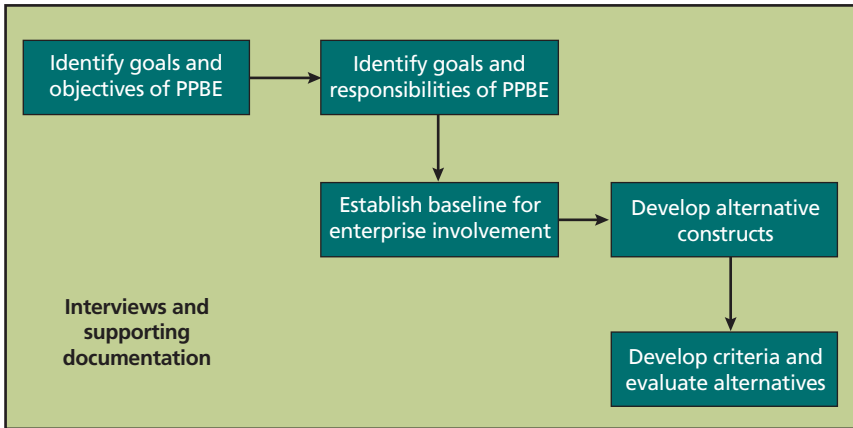 Identify goals and
objectives of PPBE
Identify goals and
responsibilities of PPBE
Establish baseline for
enterprise involvement
Develop alternative
constructs
Interviews and
supporting
documentation
Develop criteria and
evaluate alternatives